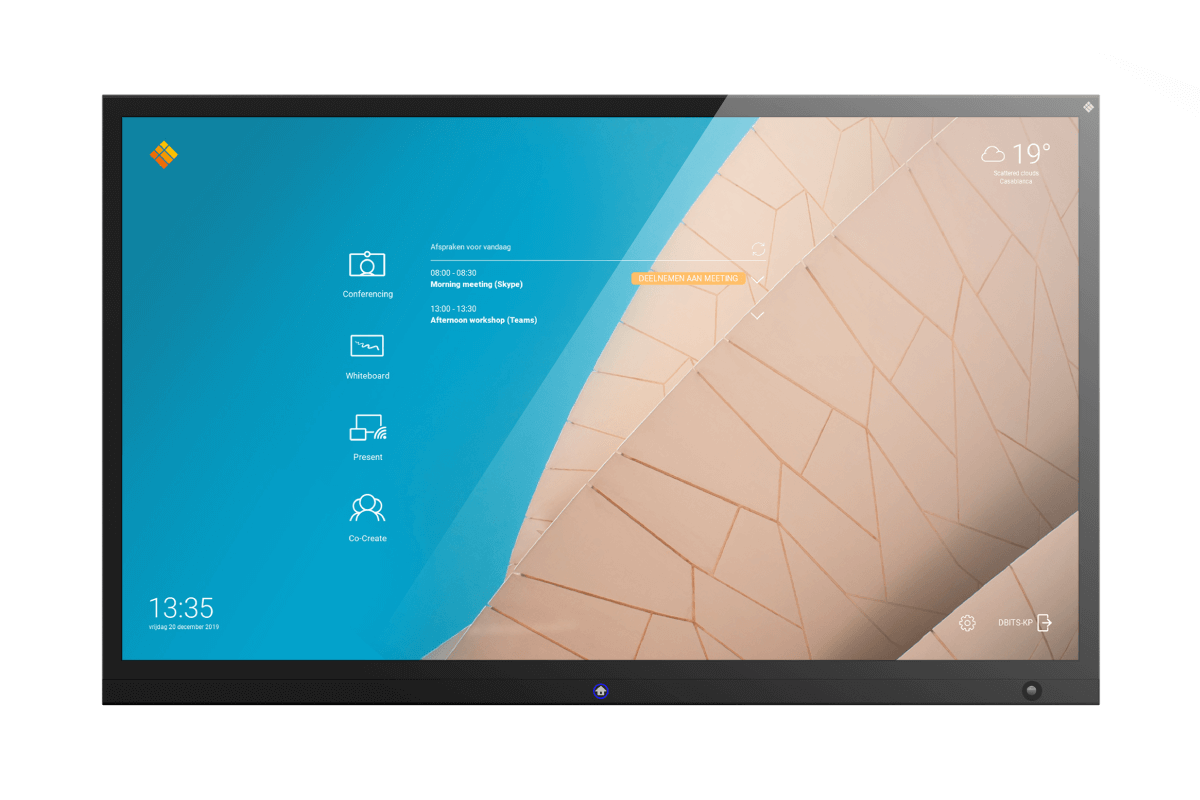 19°
Scattered clouds
Casablanca
Afspraken voor vandaag
08:00 - 08:30
Morning meeting (Skype)
DEELNEMEN AAN MEETING
13:00 - 13:30
Afternoon workshop (Teams)
Conferencing
Whiteboard
Present
Co-Create
13:35
vrijdag 20 december 2019
DBITS-KP